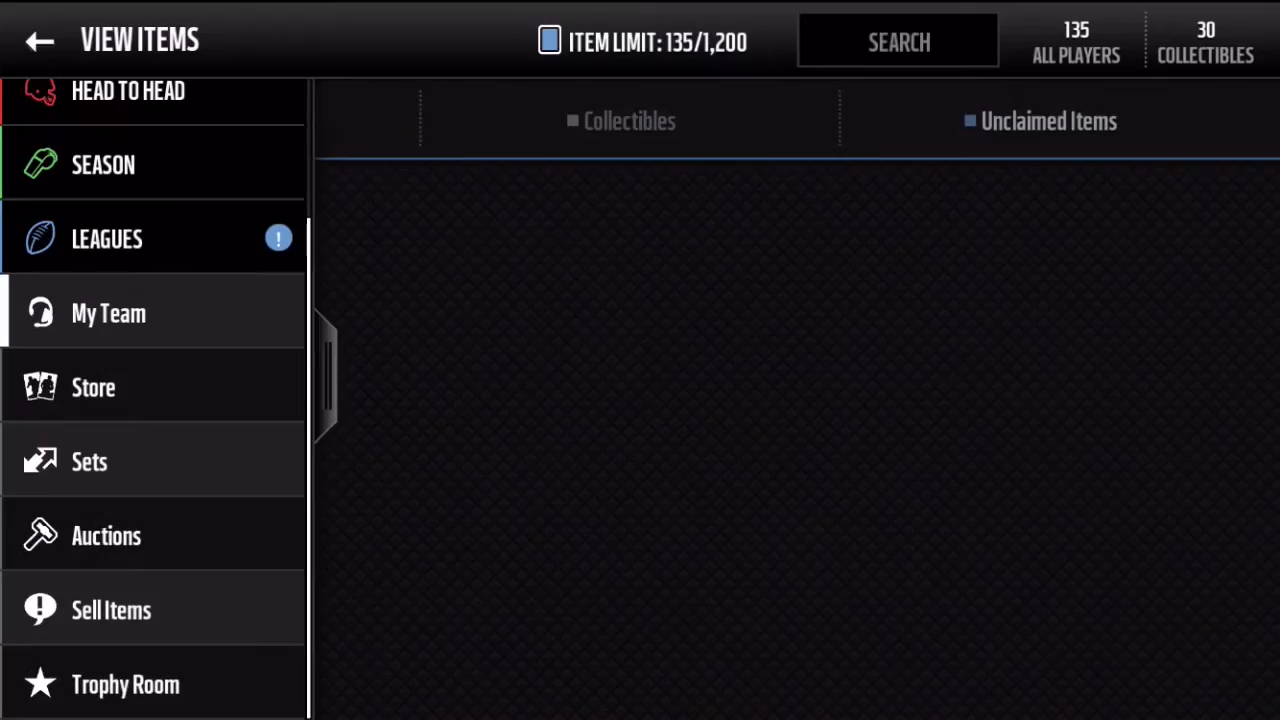 VIEW ITEMS
ITEM LIMIT: 135/1,200
SEARCH
135
ALL PLAYERS
30
COLLECTIBLES
HEAD TO HEAD
Collectibles
Unclaimed Items
SEASON
LEAGUES
!
My Team
Store
Sets
Auctions
Sell Items
Trophy Room